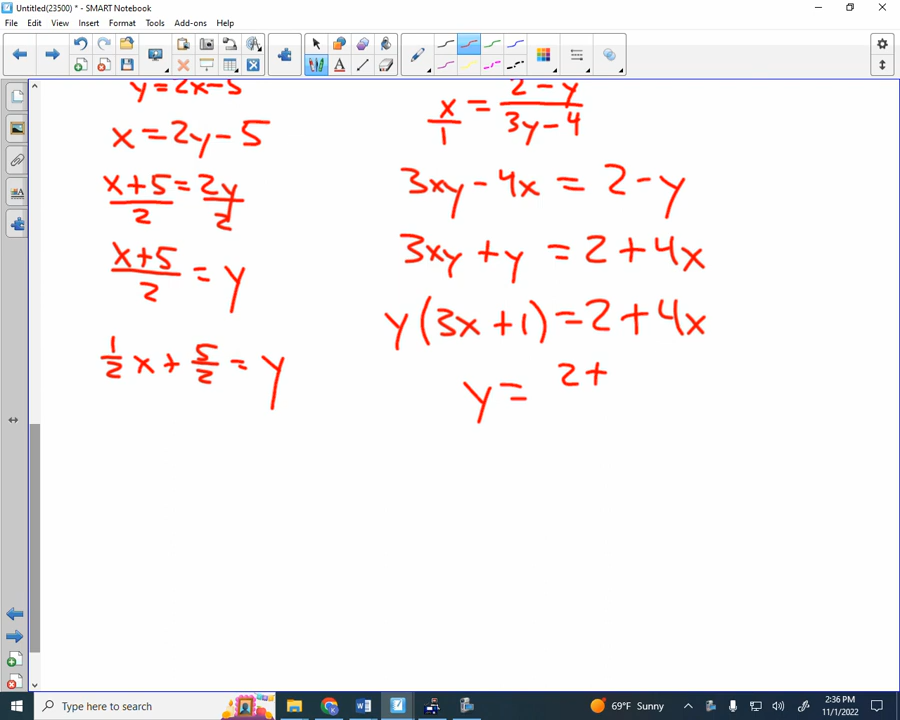 Untitled(23500) * - SMART Notebook
File Edit View Insert Format Tools Add-ons Help
y=2x-5
x=2y-5
x+5/2=2y/2
x+5/2=y
1/2x+5/2=y
x/1=2-y/3y-4
3xy-4x=2-y
3xy+y=2+4x
y(3x+1)=2+4x
y=2+
Type here to search
69°F Sunny
2:36 PM
11/1/2022